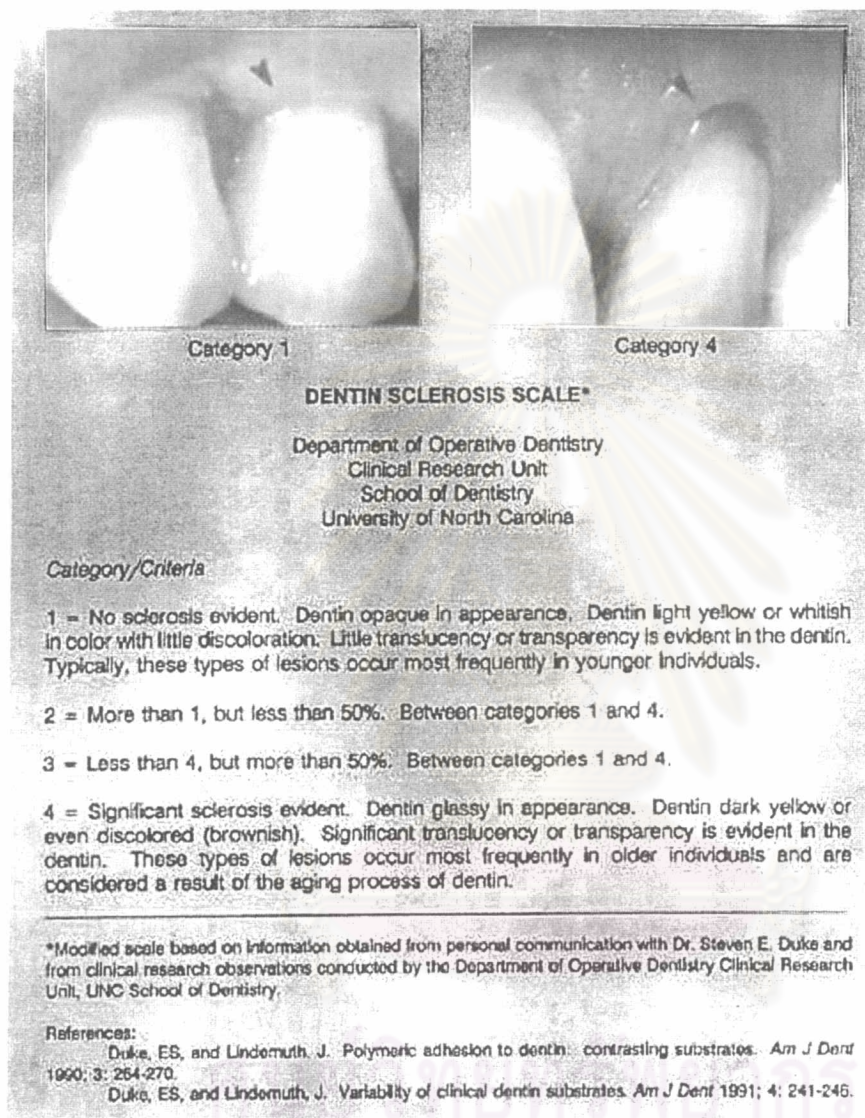 Category 1
Category 4
DENTIN SCLEROSIS SCALE*
Department of Operative Dentistry
Clinical Research Unit
School of Dentistry
University of North Carolina
Category/Criteria
1 = No sclerosis evident. Dentin opaque in appearance. Dentin light yellow or whitish
in color with little discoloration. Little translucency or transparency is evident in the dentin.
Typically, these types of lesions occur most frequently in younger individuals.
2 = More than 1, but less than 50%. Between categories 1 and 4.
3 = Less than 4, but more than 50%. Between categories 1 and 4.
4 = Significant sclerosis evident. Dentin glassy in appearance. Dentin dark yellow or
even discolored (brownish). Significant translucency or transparency is evident in the
dentin. These types of lesions occur most frequently in older individuals and are
considered a result of the aging process of dentin.
*Modified scale based on information obtained from personal communication with Dr. Steven E. Duke and
from clinical research observations conducted by the Department of Operative Dentistry Clinical Research
Unit, UNC School of Dentistry.
References:
Duke, ES, and Lindemuth, J. Polymeric adhesion to dentin: contrasting substrates. Am J Dent
1990; 3: 264-270.
Duke, ES, and Lindemuth, J. Variability of clinical dentin substrates. Am J Dent 1991; 4: 241-246.